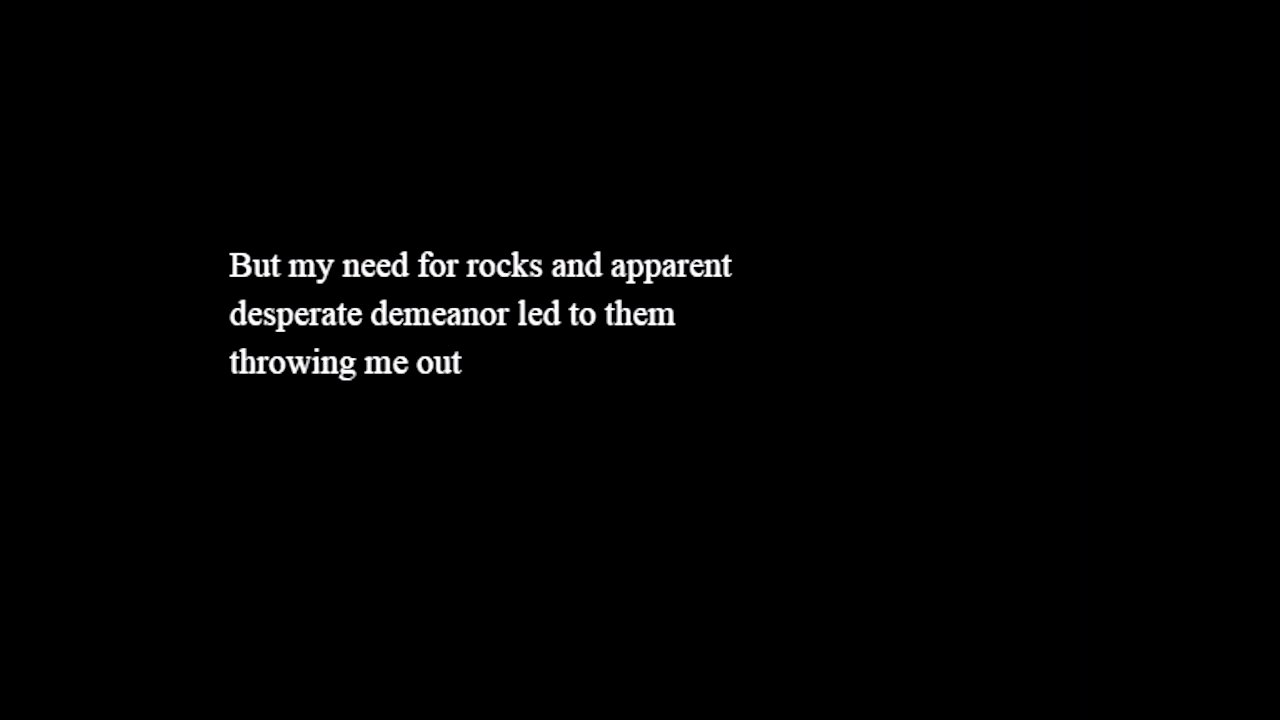 But my need for rocks and apparent
desperate demeanor led to them
throwing me out